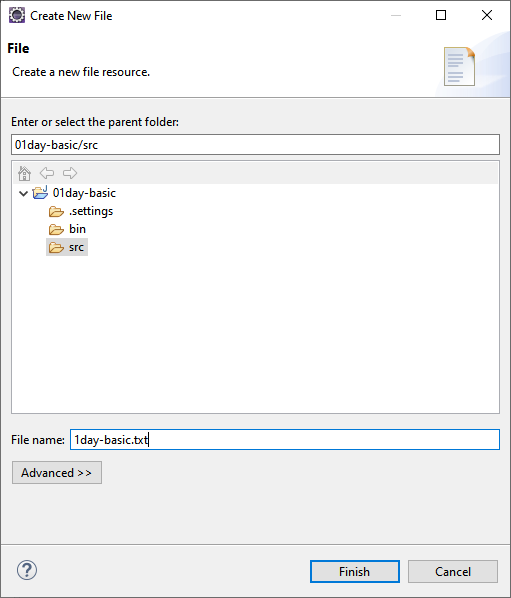 Create New File
File
Create a new file resource.
Enter or select the parent folder:
01day-basic/src
01day-basic
.settings
bin
src
File name: 1day-basic.txt
Advanced >>
? Finish Cancel